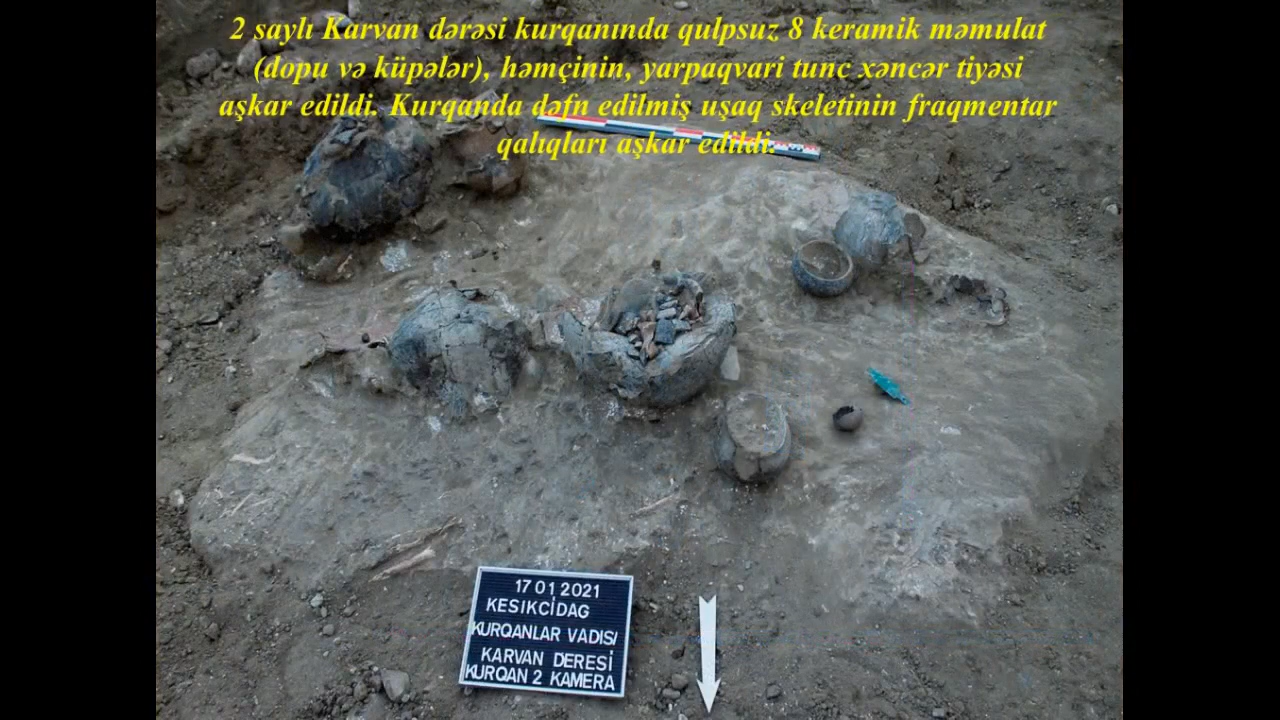 2 saylı Karvan dərəsi kurqanında qulpsuz 8 keramik məmulat
(dopu və küpələr), həmçinin, yarpaqvari tunc xəncər tiyəsi
aşkar edildi. Kurqanda dəfn edilmiş uşaq skeletinin fraqmentar
qalıqları aşkar edildi.
17 01 2021
KESIKCİDAG
KURQANLAR VADISI
KARVAN DERESİ
KURQAN 2 KAMERA